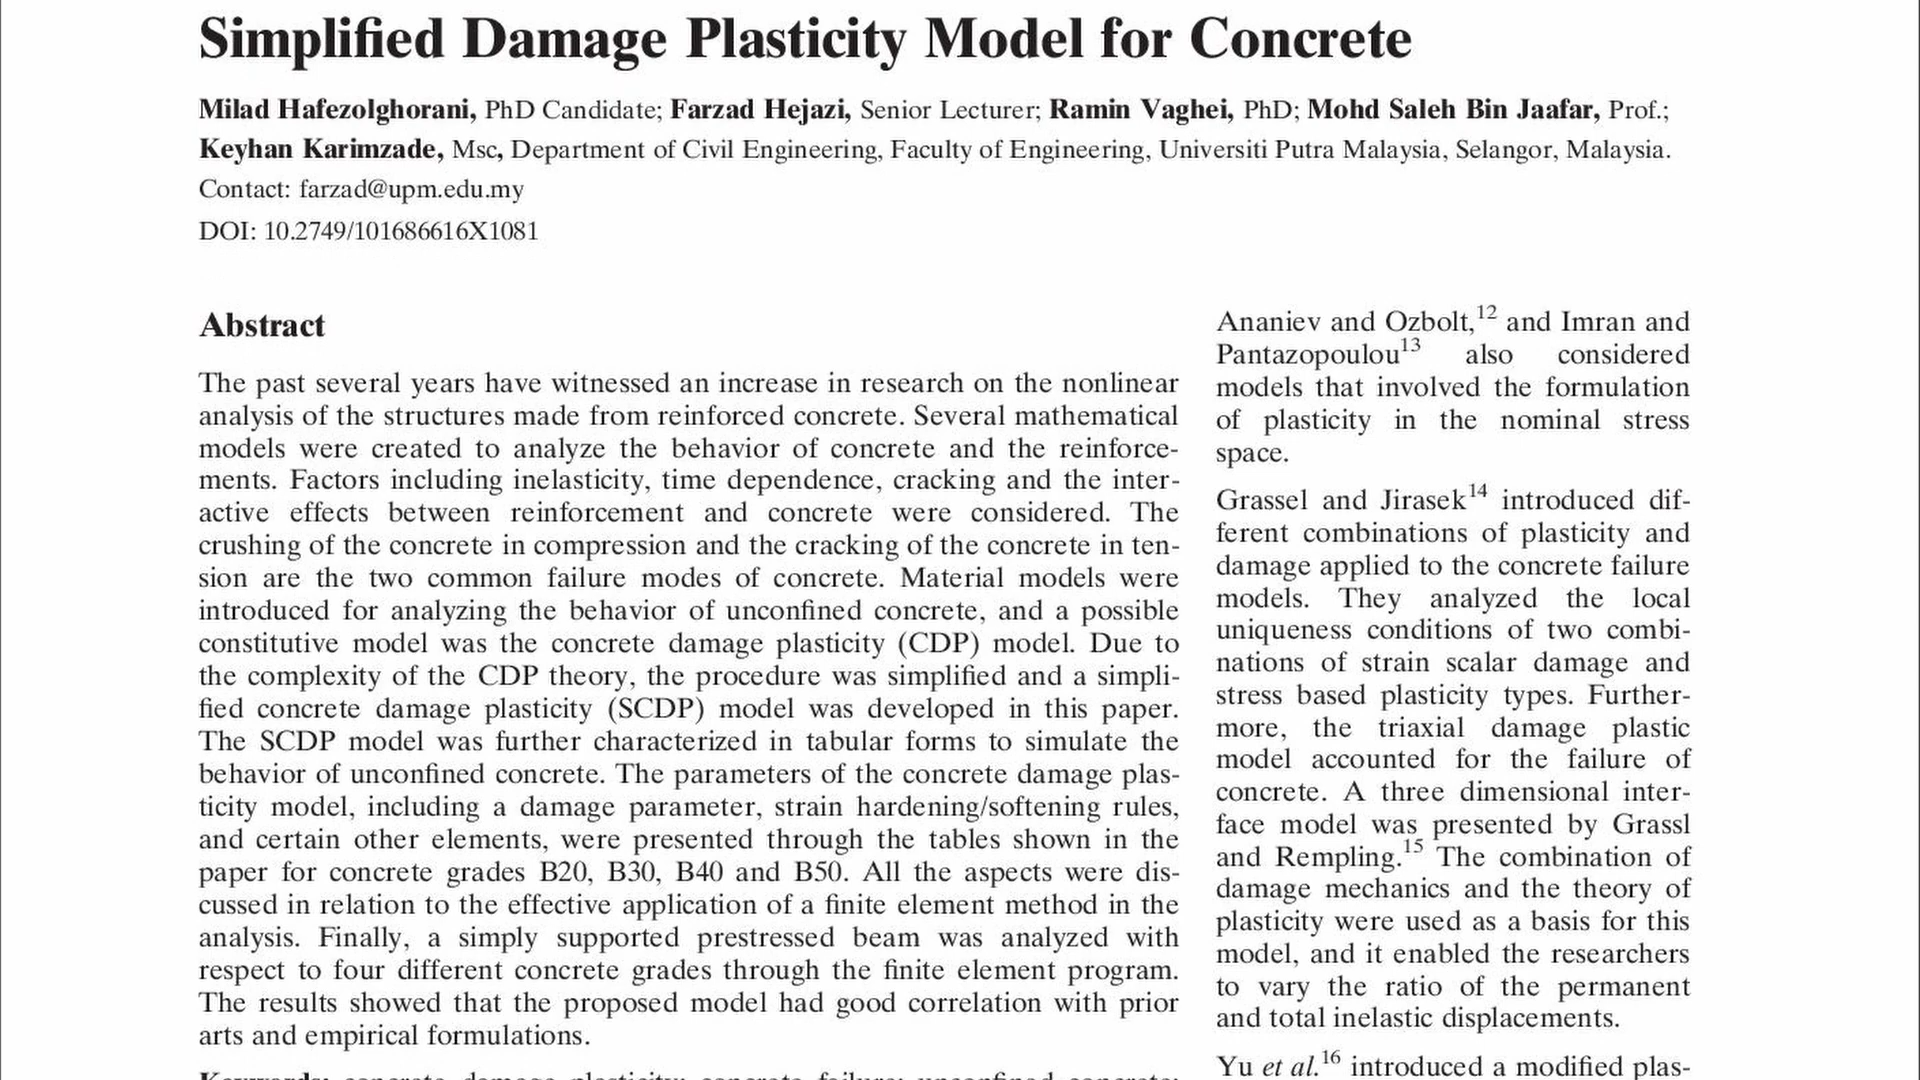 Simplified Damage Plasticity Model for Concrete
Milad Hafezolghorani, PhD Candidate; Farzad Hejazi, Senior Lecturer; Ramin Vaghei, PhD; Mohd Saleh Bin Jaafar, Prof.;
Keyhan Karimzade, Msc, Department of Civil Engineering, Faculty of Engineering, Universiti Putra Malaysia, Selangor, Malaysia.
Contact: farzad@upm.edu.my
DOI: 10.2749/101686616X1081
Abstract
The past several years have witnessed an increase in research on the nonlinear
analysis of the structures made from reinforced concrete. Several mathematical
models were created to analyze the behavior of concrete and the reinforce-
ments. Factors including inelasticity, time dependence, cracking and the inter-
active effects between reinforcement and concrete were considered. The
crushing of the concrete in compression and the cracking of the concrete in ten-
sion are the two common failure modes of concrete. Material models were
introduced for analyzing the behavior of unconfined concrete, and a possible
constitutive model was the concrete damage plasticity (CDP) model. Due to
the complexity of the CDP theory, the procedure was simplified and a simpli-
fied concrete damage plasticity (SCDP) model was developed in this paper.
The SCDP model was further characterized in tabular forms to simulate the
behavior of unconfined concrete. The parameters of the concrete damage plas-
ticity model, including a damage parameter, strain hardening/softening rules,
and certain other elements, were presented through the tables shown in the
paper for concrete grades B20, B30, B40 and B50. All the aspects were dis-
cussed in relation to the effective application of a finite element method in the
analysis. Finally, a simply supported prestressed beam was analyzed with
respect to four different concrete grades through the finite element program.
The results showed that the proposed model had good correlation with prior
arts and empirical formulations.
Keywords: concrete damage plasticity; concrete failure; unconfined concrete;
Ananiev and Ozbolt,12 and Imran and
Pantazopoulou13 also considered
models that involved the formulation
of plasticity in the nominal stress
space.
Grassel and Jirasek14 introduced dif-
ferent combinations of plasticity and
damage applied to the concrete failure
models. They analyzed the local
uniqueness conditions of two combi-
nations of strain scalar damage and
stress based plasticity types. Further-
more, the triaxial damage plastic
model accounted for the failure of
concrete. A three dimensional inter-
face model was presented by Grassl
and Rempling.15 The combination of
damage mechanics and the theory of
plasticity were used as a basis for this
model, and it enabled the researchers
to vary the ratio of the permanent
and total inelastic displacements.
Yu et al.16 introduced a modified plas-